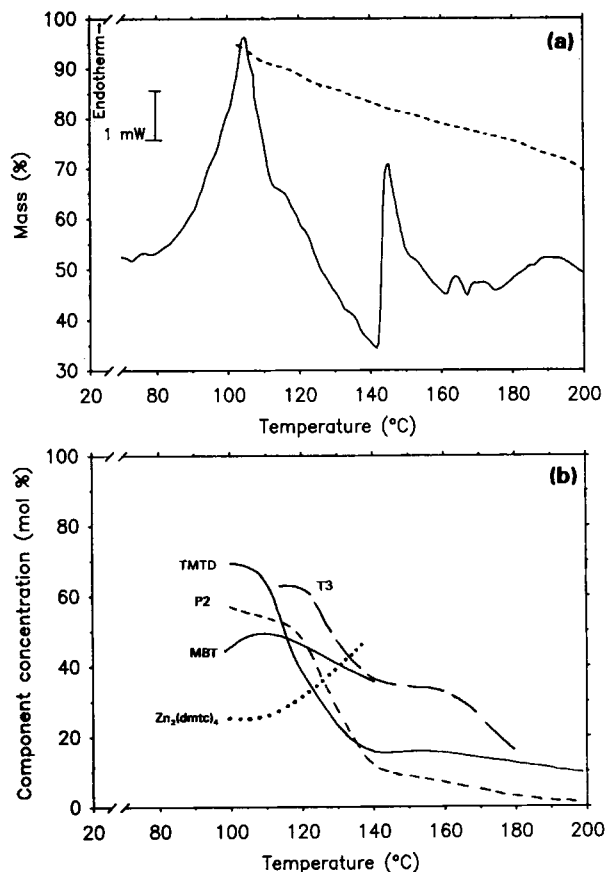 (a)
Endotherm→
1 mW
Mass (%)
100
90
80
70
60
50
40
30
20 80 100 120 140 160 180 200
Temperature (°C)
(b)
Component concentration (mol %)
100
80
60
40
20
0
TMTD
T3
P2
MBT
Zn₂(dmtc)₄
20 80 100 120 140 160 180 200
Temperature (°C)